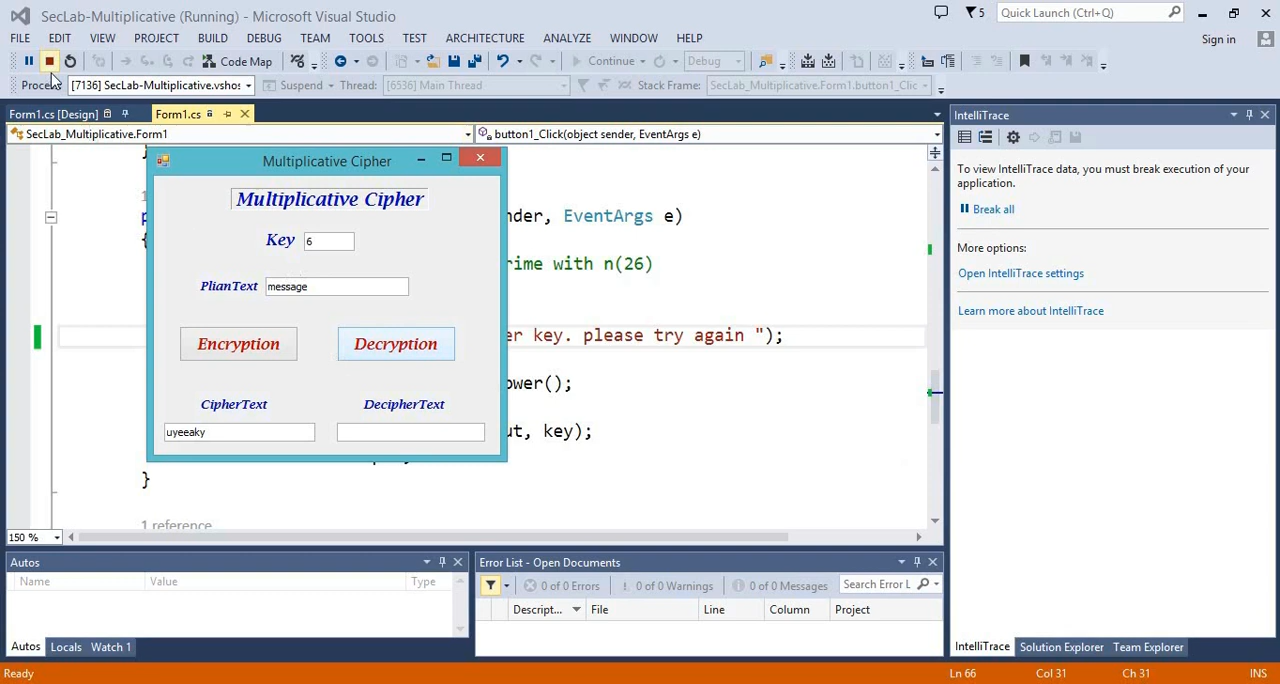 SecLab-Multiplicative (Running) - Microsoft Visual Studio
5
Quick Launch (Ctrl+Q)
FILE EDIT VIEW PROJECT BUILD DEBUG TEAM TOOLS TEST ARCHITECTURE ANALYZE WINDOW HELP
Sign in
Code Map Continue Debug
[7136] SecLab-Multiplicative.vshos Suspend Thread: [6536] Main Thread Stack Frame: SecLab_Multiplicative.Form1.button1_Clic
Form1.cs [Design] Form1.cs
SecLab_Multiplicative.Form1 button1_Click(object sender, EventArgs e)
nder, EventArgs e)
rime with n(26)
er key. please try again ");
ower();
ut, key);
}
1 reference
150 %
Multiplicative Cipher
Multiplicative Cipher
Key 6
PlianText message
Encryption Decryption
CipherText DecipherText
uyeeaky
IntelliTrace
To view IntelliTrace data, you must break execution of your
application.
Break all
More options:
Open IntelliTrace settings
Learn more about IntelliTrace
Autos
Name Value Type
Autos Locals Watch 1
Error List - Open Documents
0 of 0 Errors 0 of 0 Warnings 0 of 0 Messages Search Error L
Descript... File Line Column Project
IntelliTrace Solution Explorer Team Explorer
Ready Ln 66 Col 31 Ch 31 INS